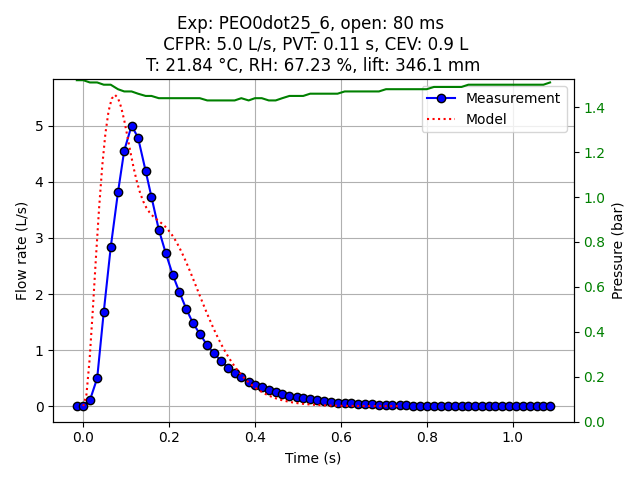 Exp: PEO0dot25_6, open: 80 ms
CFPR: 5.0 L/s, PVT: 0.11 s, CEV: 0.9 L
T: 21.84 °C, RH: 67.23 %, lift: 346.1 mm
Measurement
Model
Flow rate (L/s)
5
4
3
2
1
0
1.4
1.2
1.0
0.8
0.6
0.4
0.2
0.0
Pressure (bar)
0.0 0.2 0.4 0.6 0.8 1.0
Time (s)